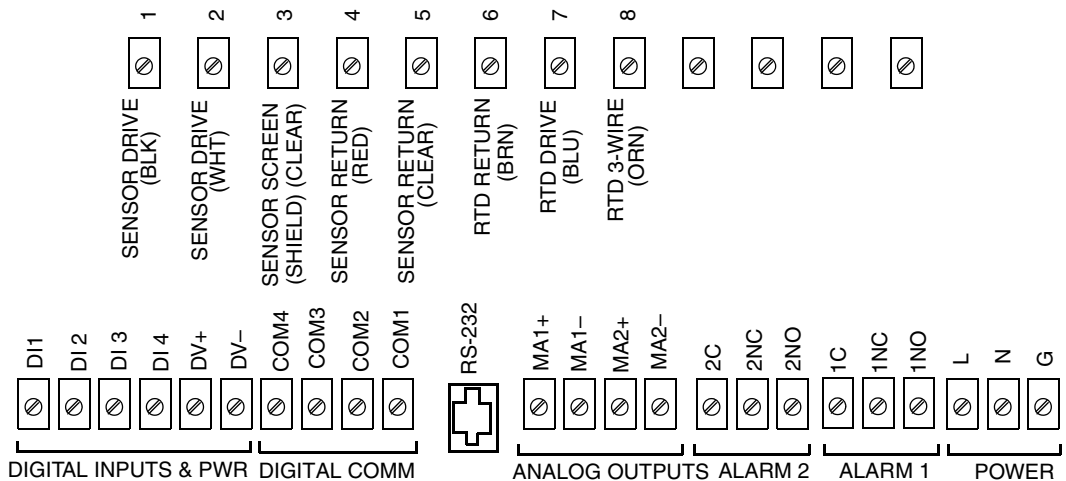 1
2
3
4
5
6
7
8
SENSOR DRIVE
(BLK)
SENSOR DRIVE
(WHT)
SENSOR SCREEN
(SHIELD) (CLEAR)
SENSOR RETURN
(RED)
SENSOR RETURN
(CLEAR)
RTD RETURN
(BRN)
RTD DRIVE
(BLU)
RTD 3-WIRE
(ORN)
DI1
DI 2
DI 3
DI 4
DV+
DV–
COM4
COM3
COM2
COM1
RS-232
MA1+
MA1–
MA2+
MA2–
2C
2NC
2NO
1C
1NC
1NO
L
N
G
DIGITAL INPUTS & PWR
DIGITAL COMM
ANALOG OUTPUTS
ALARM 2
ALARM 1
POWER